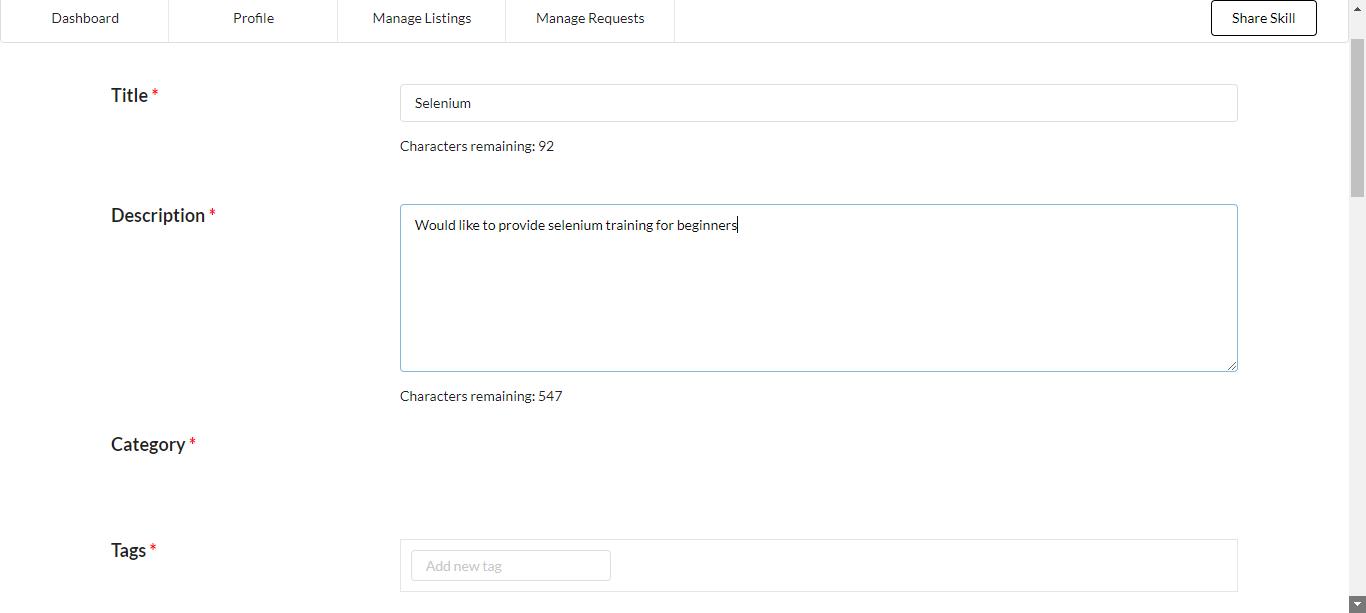 Dashboard Profile Manage Listings Manage Requests Share Skill
Title *
Selenium
Characters remaining: 92
Description *
Would like to provide selenium training for beginners
Characters remaining: 547
Category *
Tags *
Add new tag